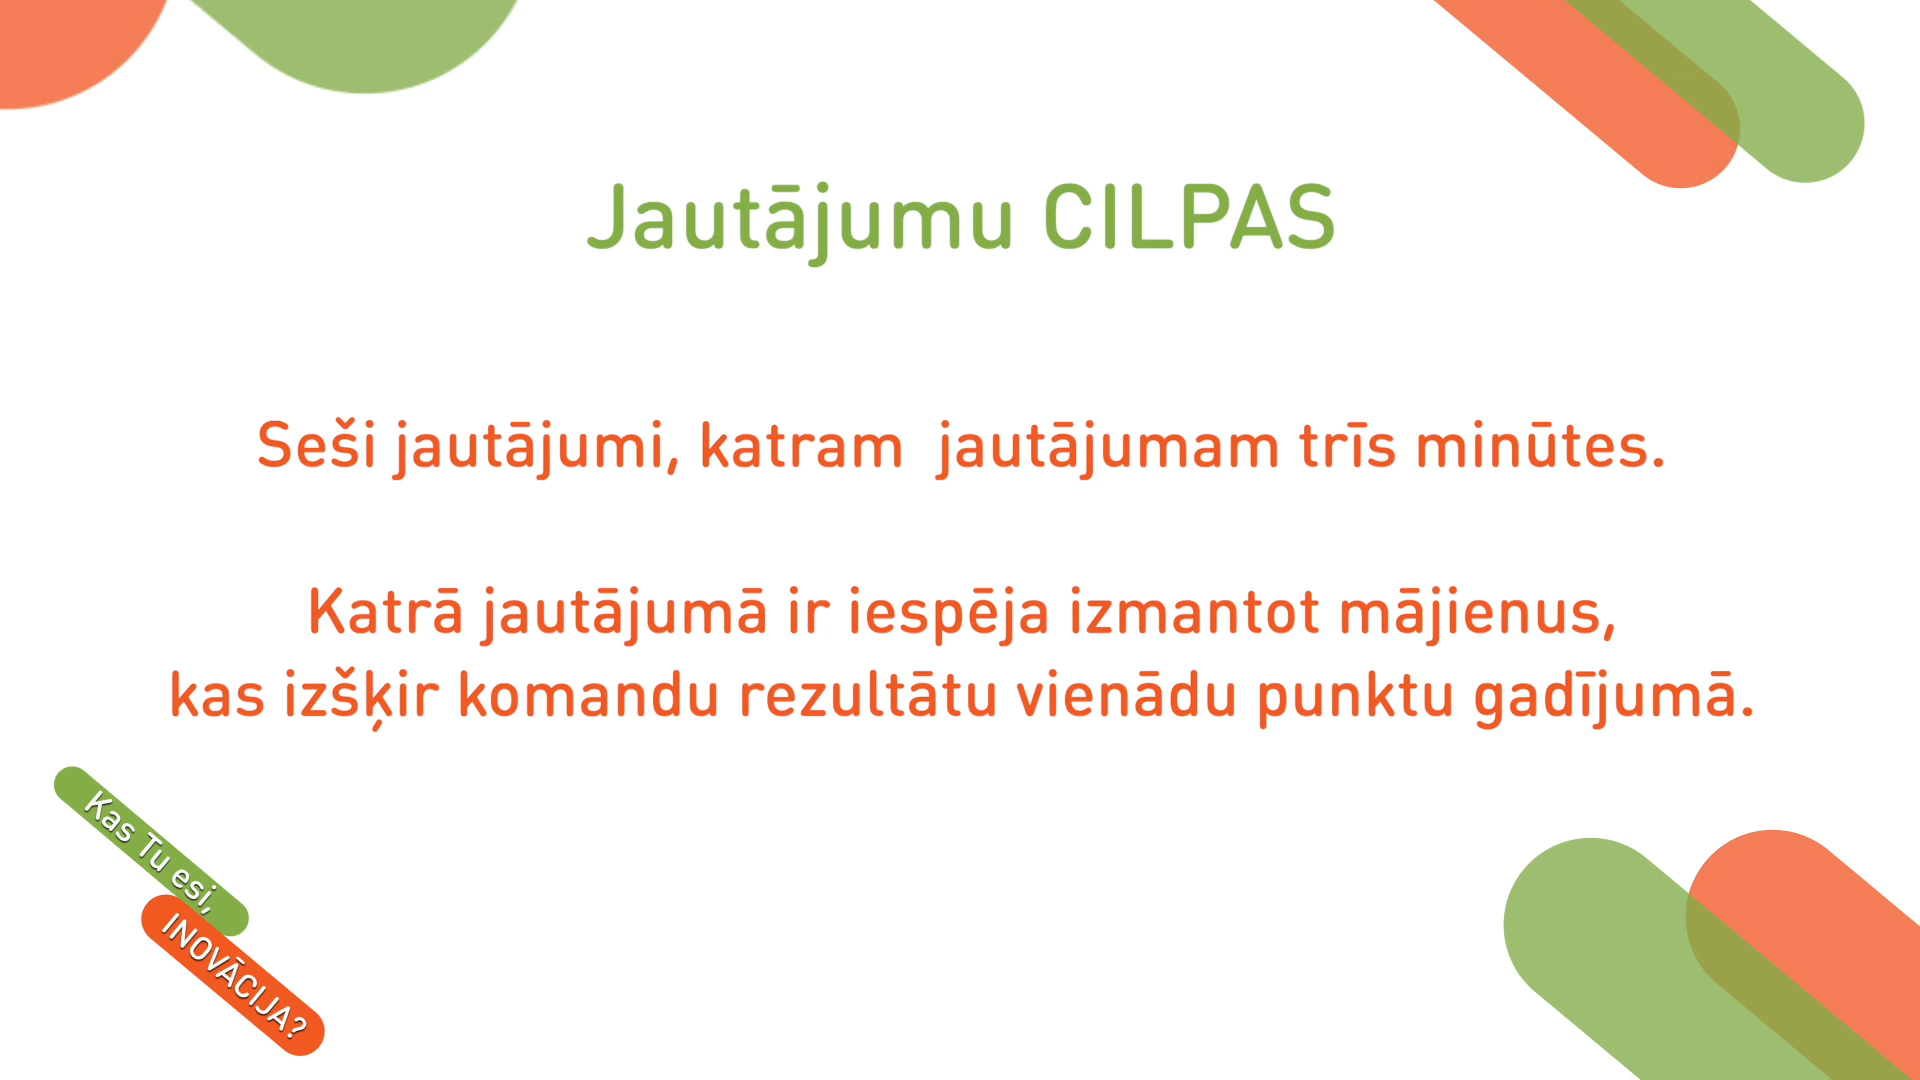 Jautājumu CILPAS
Seši jautājumi, katram  jautājumam trīs minūtes.
Katrā jautājumā ir iespēja izmantot mājienus,
kas izšķir komandu rezultātu vienādu punktu gadījumā.
Kas Tu esi,
INOVĀCIJA?